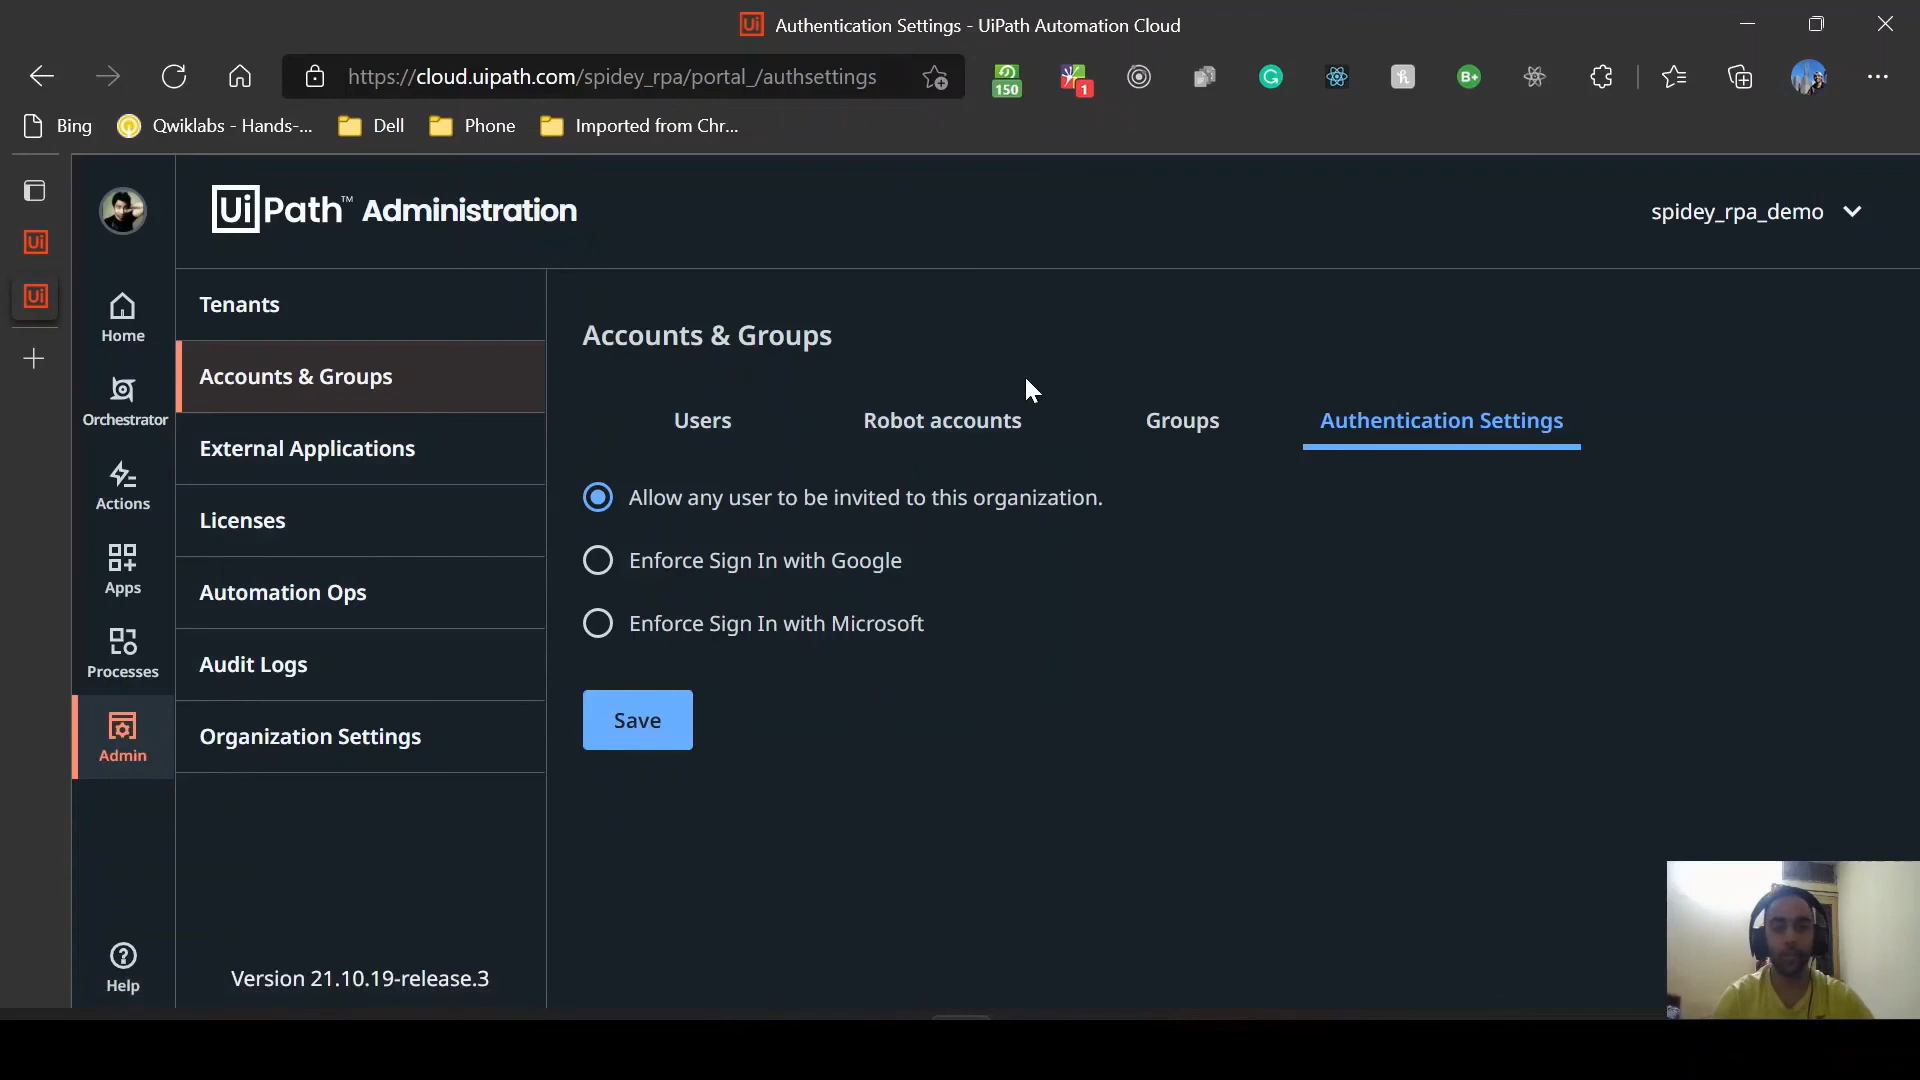 Ui Authentication Settings - UiPath Automation Cloud
https://cloud.uipath.com/spidey_rpa/portal_/authsettings
150
1
G
B+
Bing
Qwiklabs - Hands-...
Dell
Phone
Imported from Chr...
Ui
Ui
UiPath™ Administration
spidey_rpa_demo
Home
Orchestrator
Actions
Apps
Processes
Admin
Help
Tenants
Accounts & Groups
External Applications
Licenses
Automation Ops
Audit Logs
Organization Settings
Version 21.10.19-release.3
Accounts & Groups
Users Robot accounts Groups Authentication Settings
Allow any user to be invited to this organization.
Enforce Sign In with Google
Enforce Sign In with Microsoft
Save